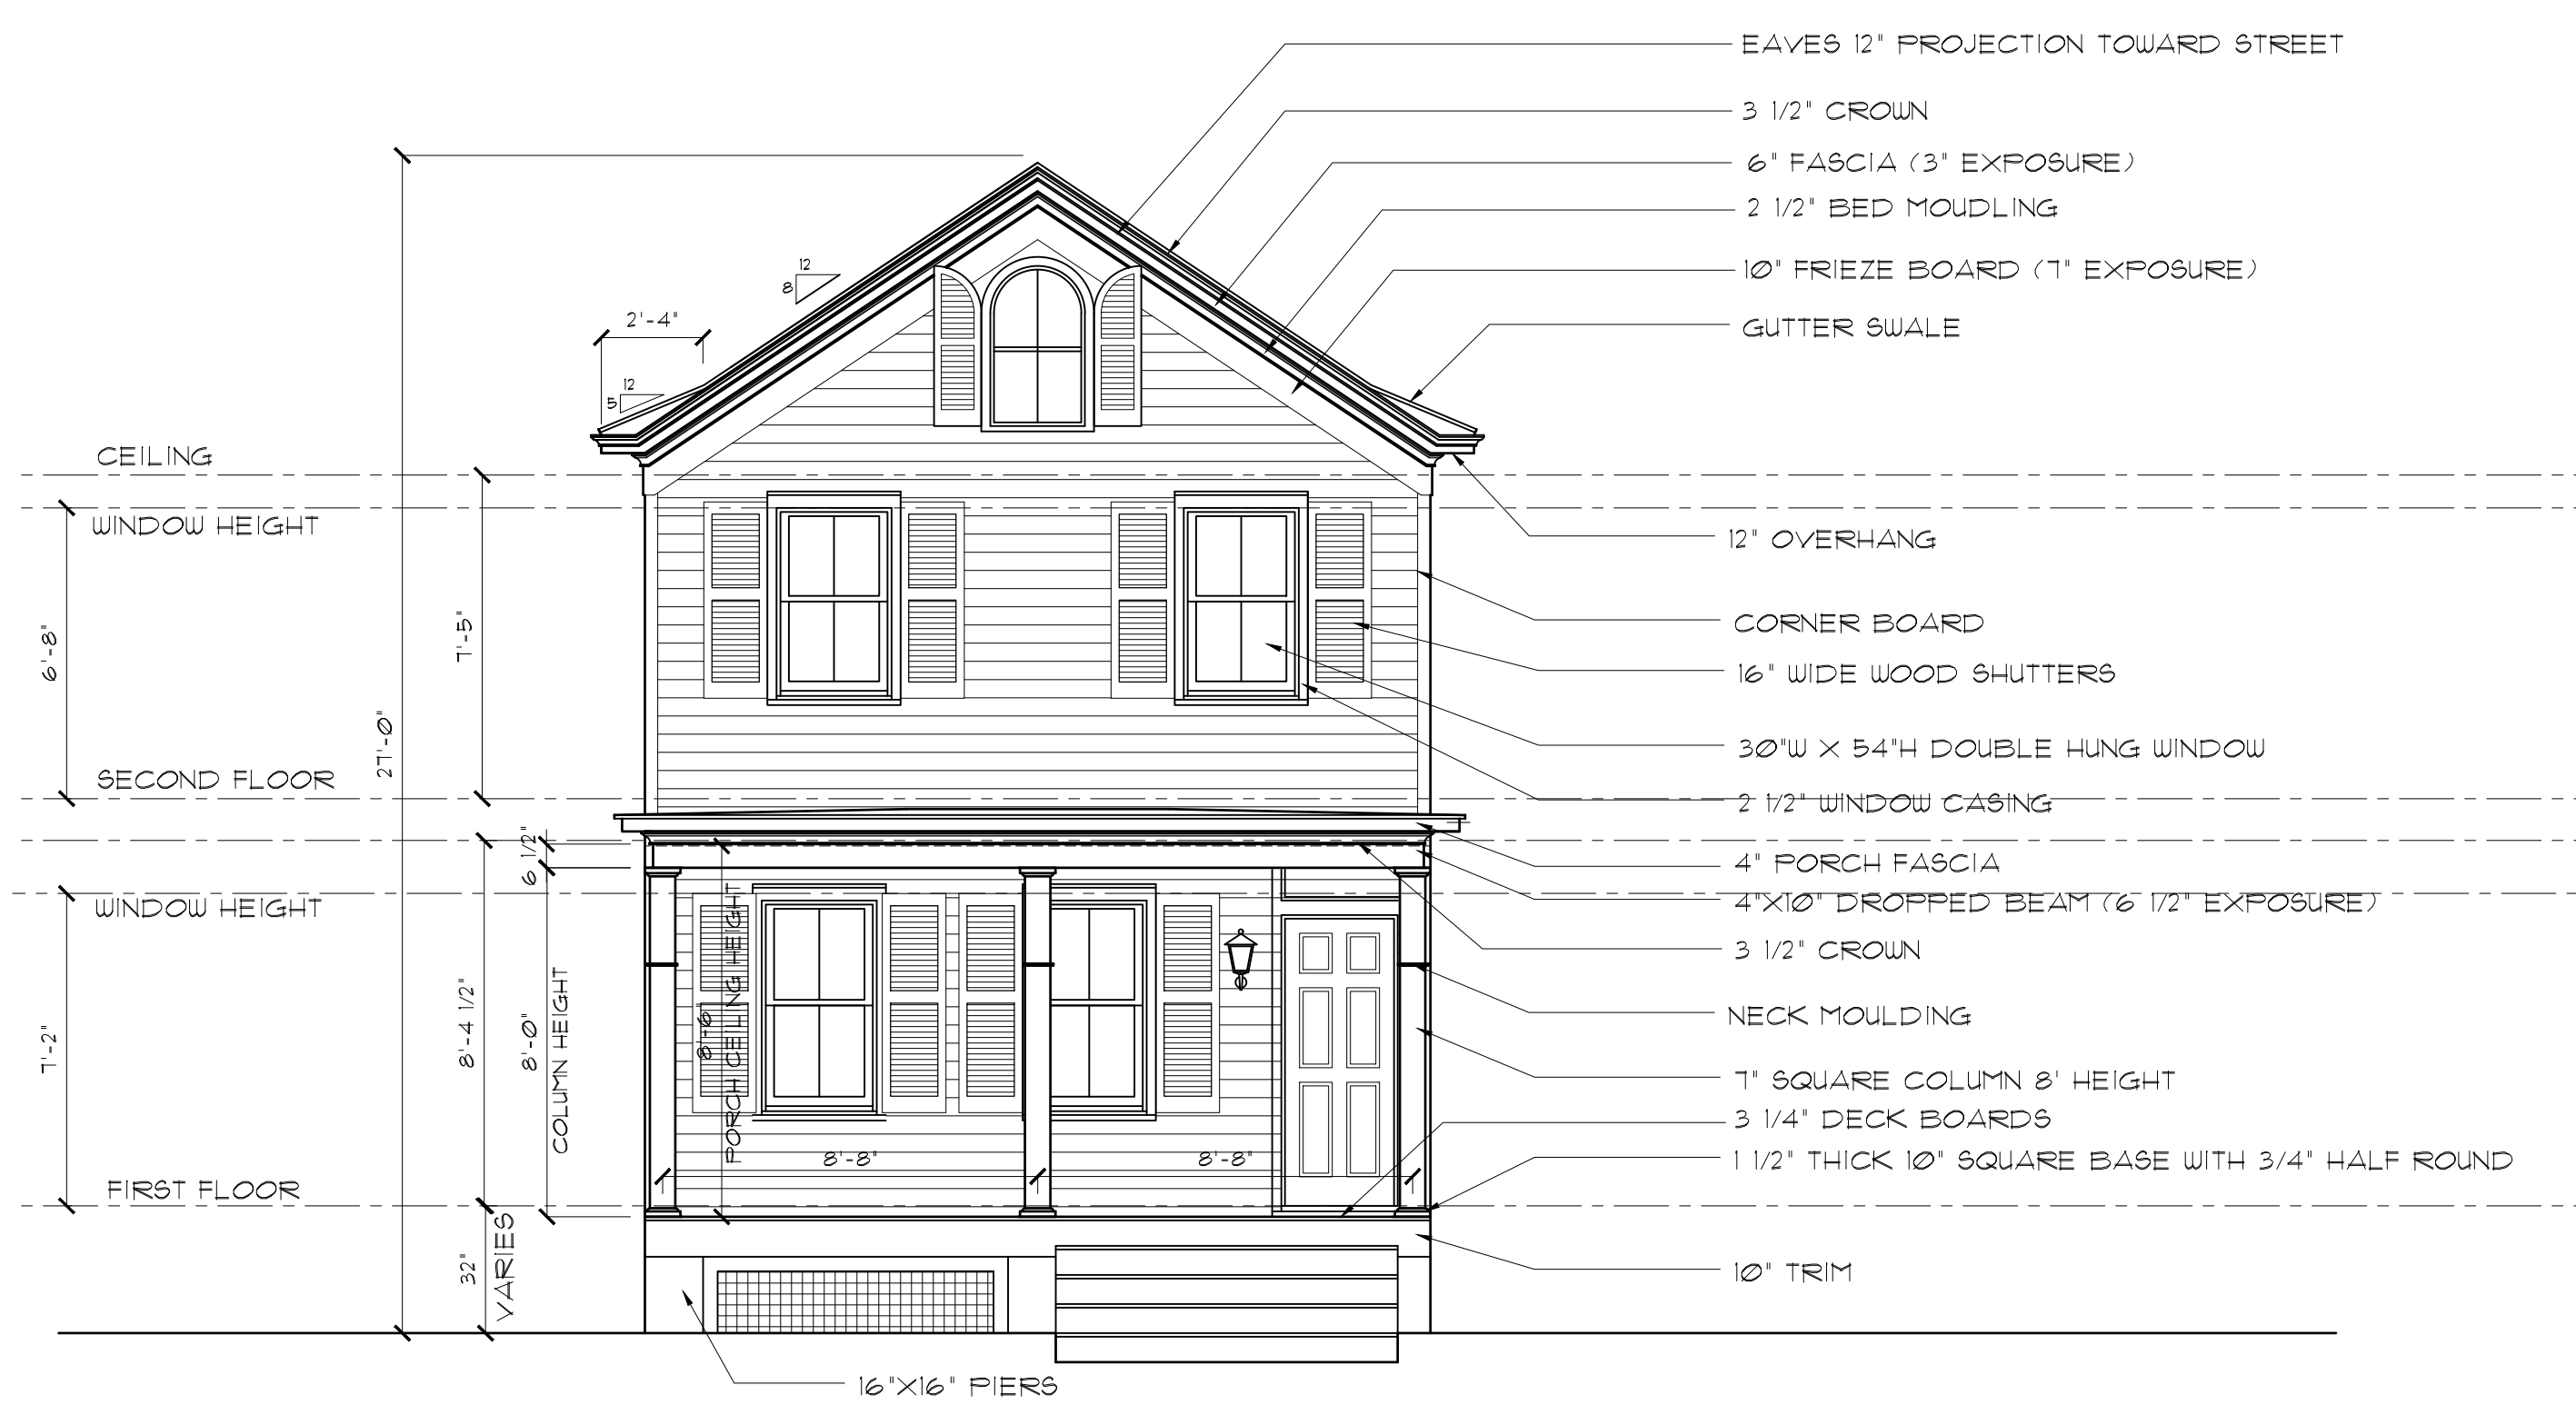 EAVES 12" PROJECTION TOWARD STREET
3 1/2" CROWN
6" FASCIA (3" EXPOSURE)
2 1/2" BED MOUDLING
10" FRIEZE BOARD (7" EXPOSURE)
GUTTER SWALE
12
8
2'-4"
12
5
CEILING
WINDOW HEIGHT
12" OVERHANG
6'-8"
7'-5"
27'-0"
CORNER BOARD
16" WIDE WOOD SHUTTERS
30"W X 54"H DOUBLE HUNG WINDOW
SECOND FLOOR
2 1/2" WINDOW CASING
6 1/2"
4" PORCH FASCIA
WINDOW HEIGHT
4"X10" DROPPED BEAM (6 1/2" EXPOSURE)
3 1/2" CROWN
NECK MOULDING
7'-2"
8'-4 1/2"
8'-0"
COLUMN HEIGHT
8'-6"
PORCH CEILING HEIGHT
7" SQUARE COLUMN 8' HEIGHT
3 1/4" DECK BOARDS
8'-8"
8'-8"
1 1/2" THICK 10" SQUARE BASE WITH 3/4" HALF ROUND
FIRST FLOOR
32"
VARIES
10" TRIM
16"X16" PIERS